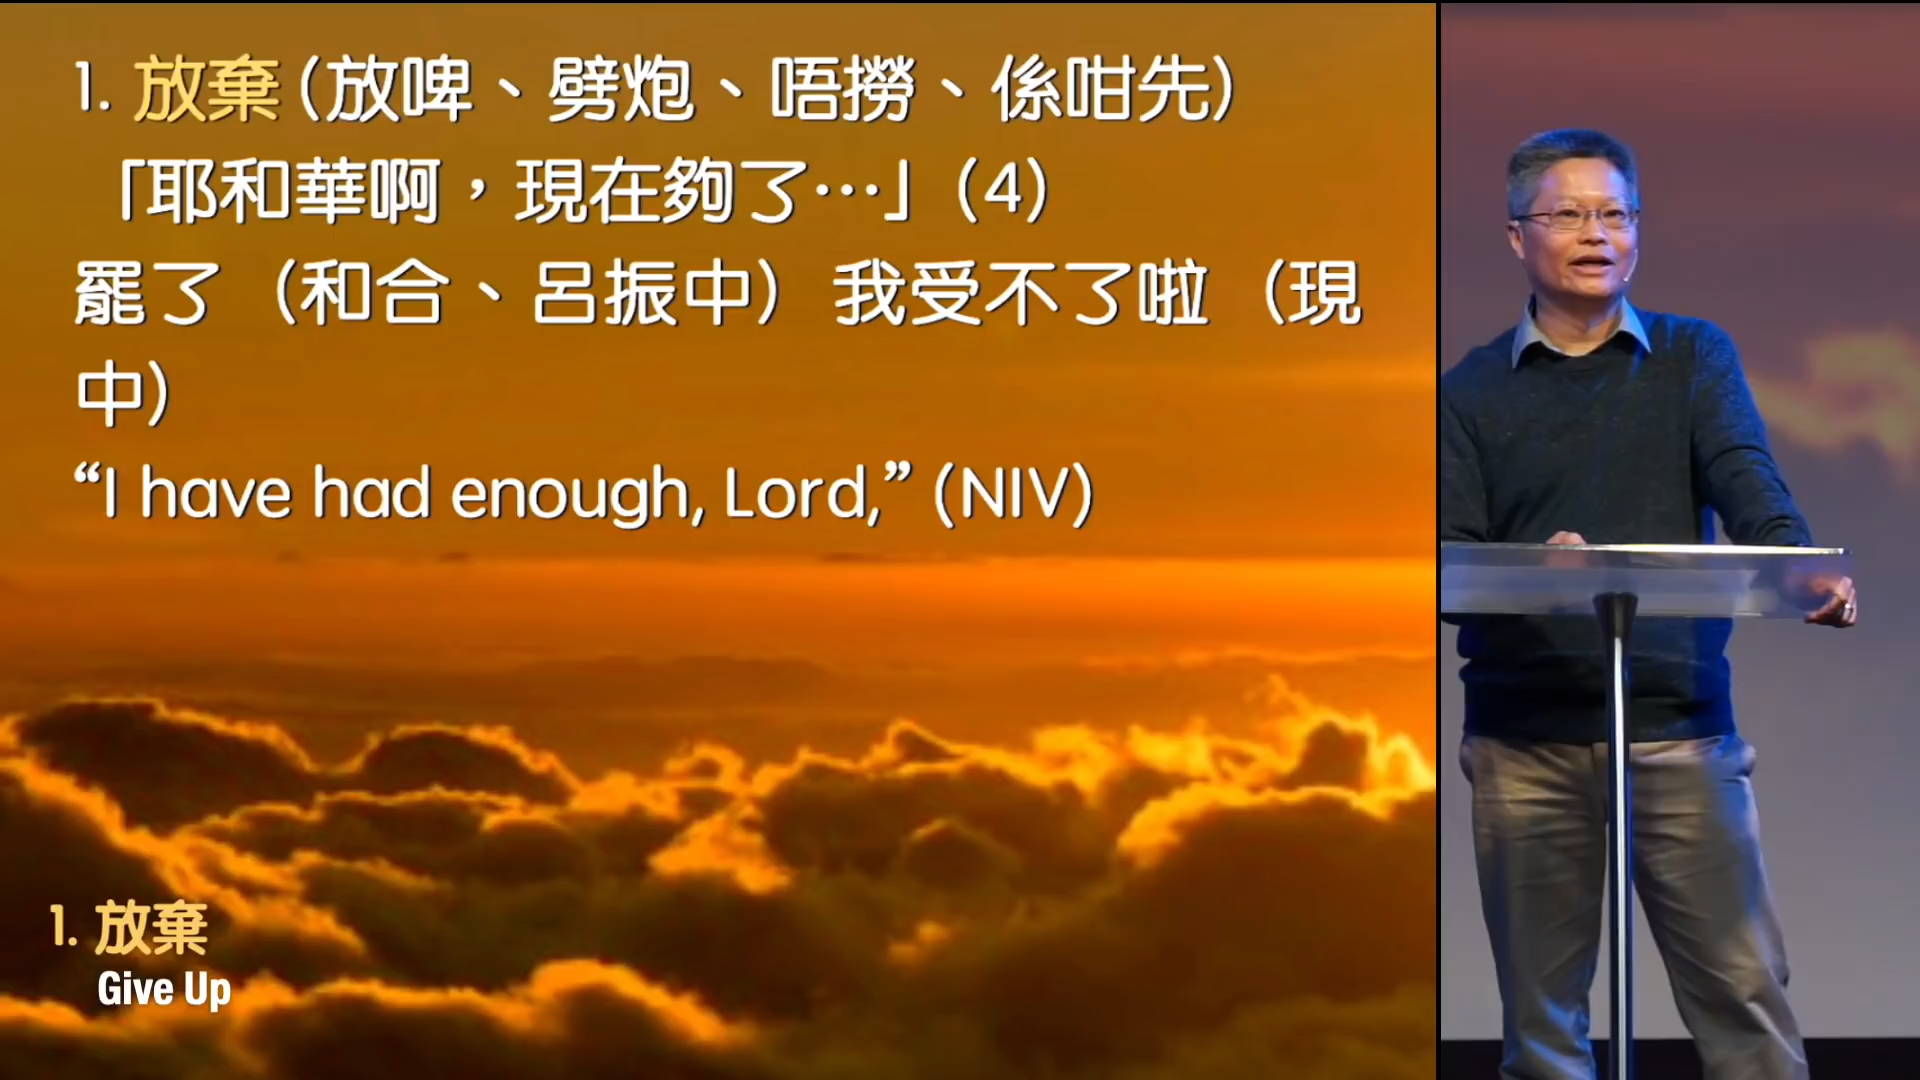 1. 放棄（放啤、劈炮、唔撈、係咁先）
「耶和華啊，現在夠了…」（4）
罷了（和合、呂振中）我受不了啦（現
中）
“I have had enough, Lord,” (NIV)
1. 放棄
Give Up